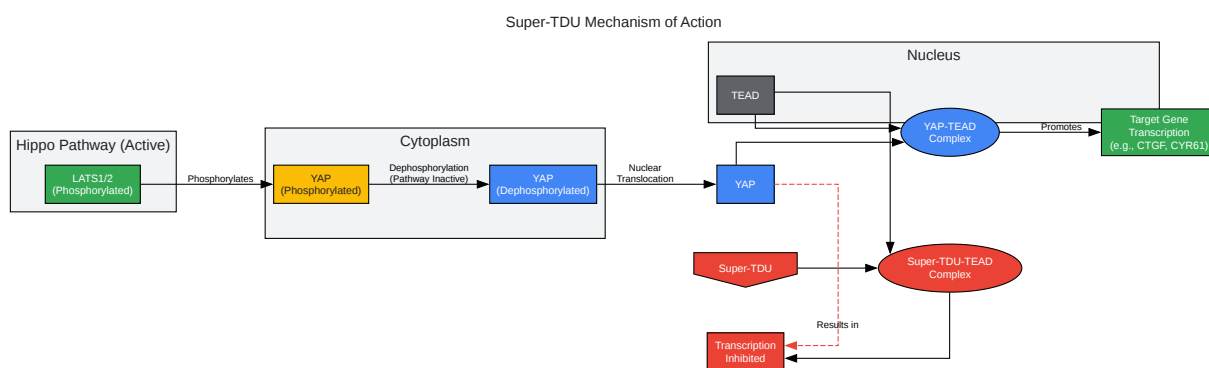 Super-TDU Mechanism of Action
Nucleus
TEAD
YAP-TEAD
Complex
Promotes
Target Gene
Transcription
(e.g., CTGF, CYR61)
Hippo Pathway (Active)
LATS1/2
(Phosphorylated)
Phosphorylates
Cytoplasm
YAP
(Phosphorylated)
Dephosphorylation
(Pathway Inactive)
YAP
(Dephosphorylated)
Nuclear
Translocation
YAP
Super-TDU
Super-TDU-TEAD
Complex
Results in
Transcription
Inhibited